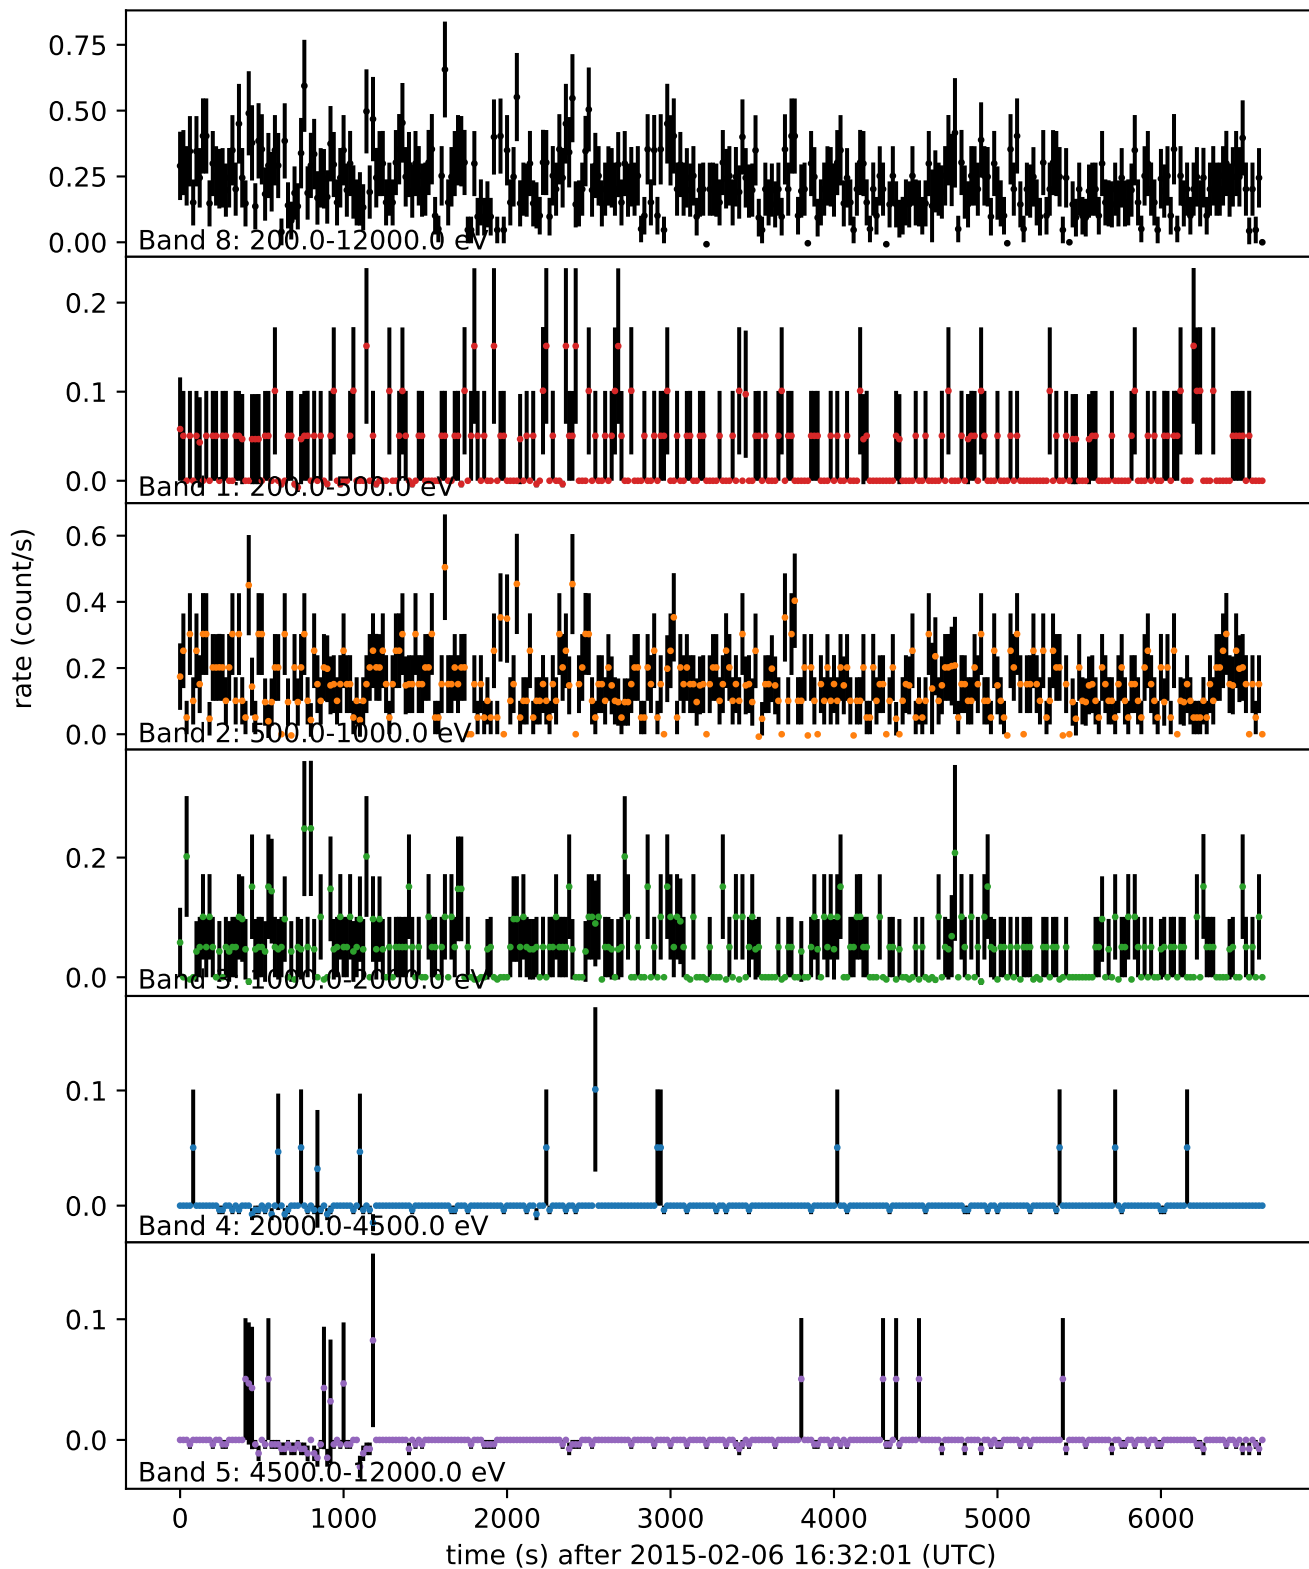 0.75
0.50
0.25
0.00
Band 8: 200.0-12000.0 eV
0.2
0.1
0.0
Band 1: 200.0-500.0 eV
rate (count/s)
0.6
0.4
0.2
0.0
Band 2: 500.0-1000.0 eV
0.2
0.0
Band 3: 1000.0-2000.0 eV
0.1
0.0
Band 4: 2000.0-4500.0 eV
0.1
0.0
Band 5: 4500.0-12000.0 eV
0 1000 2000 3000 4000 5000 6000
time (s) after 2015-02-06 16:32:01 (UTC)